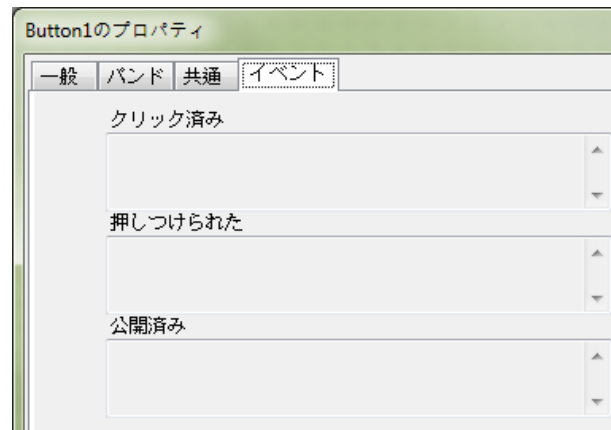 Button1のプロパティ
一般 バンド 共通 イベント
クリック済み
押しつけられた
公開済み